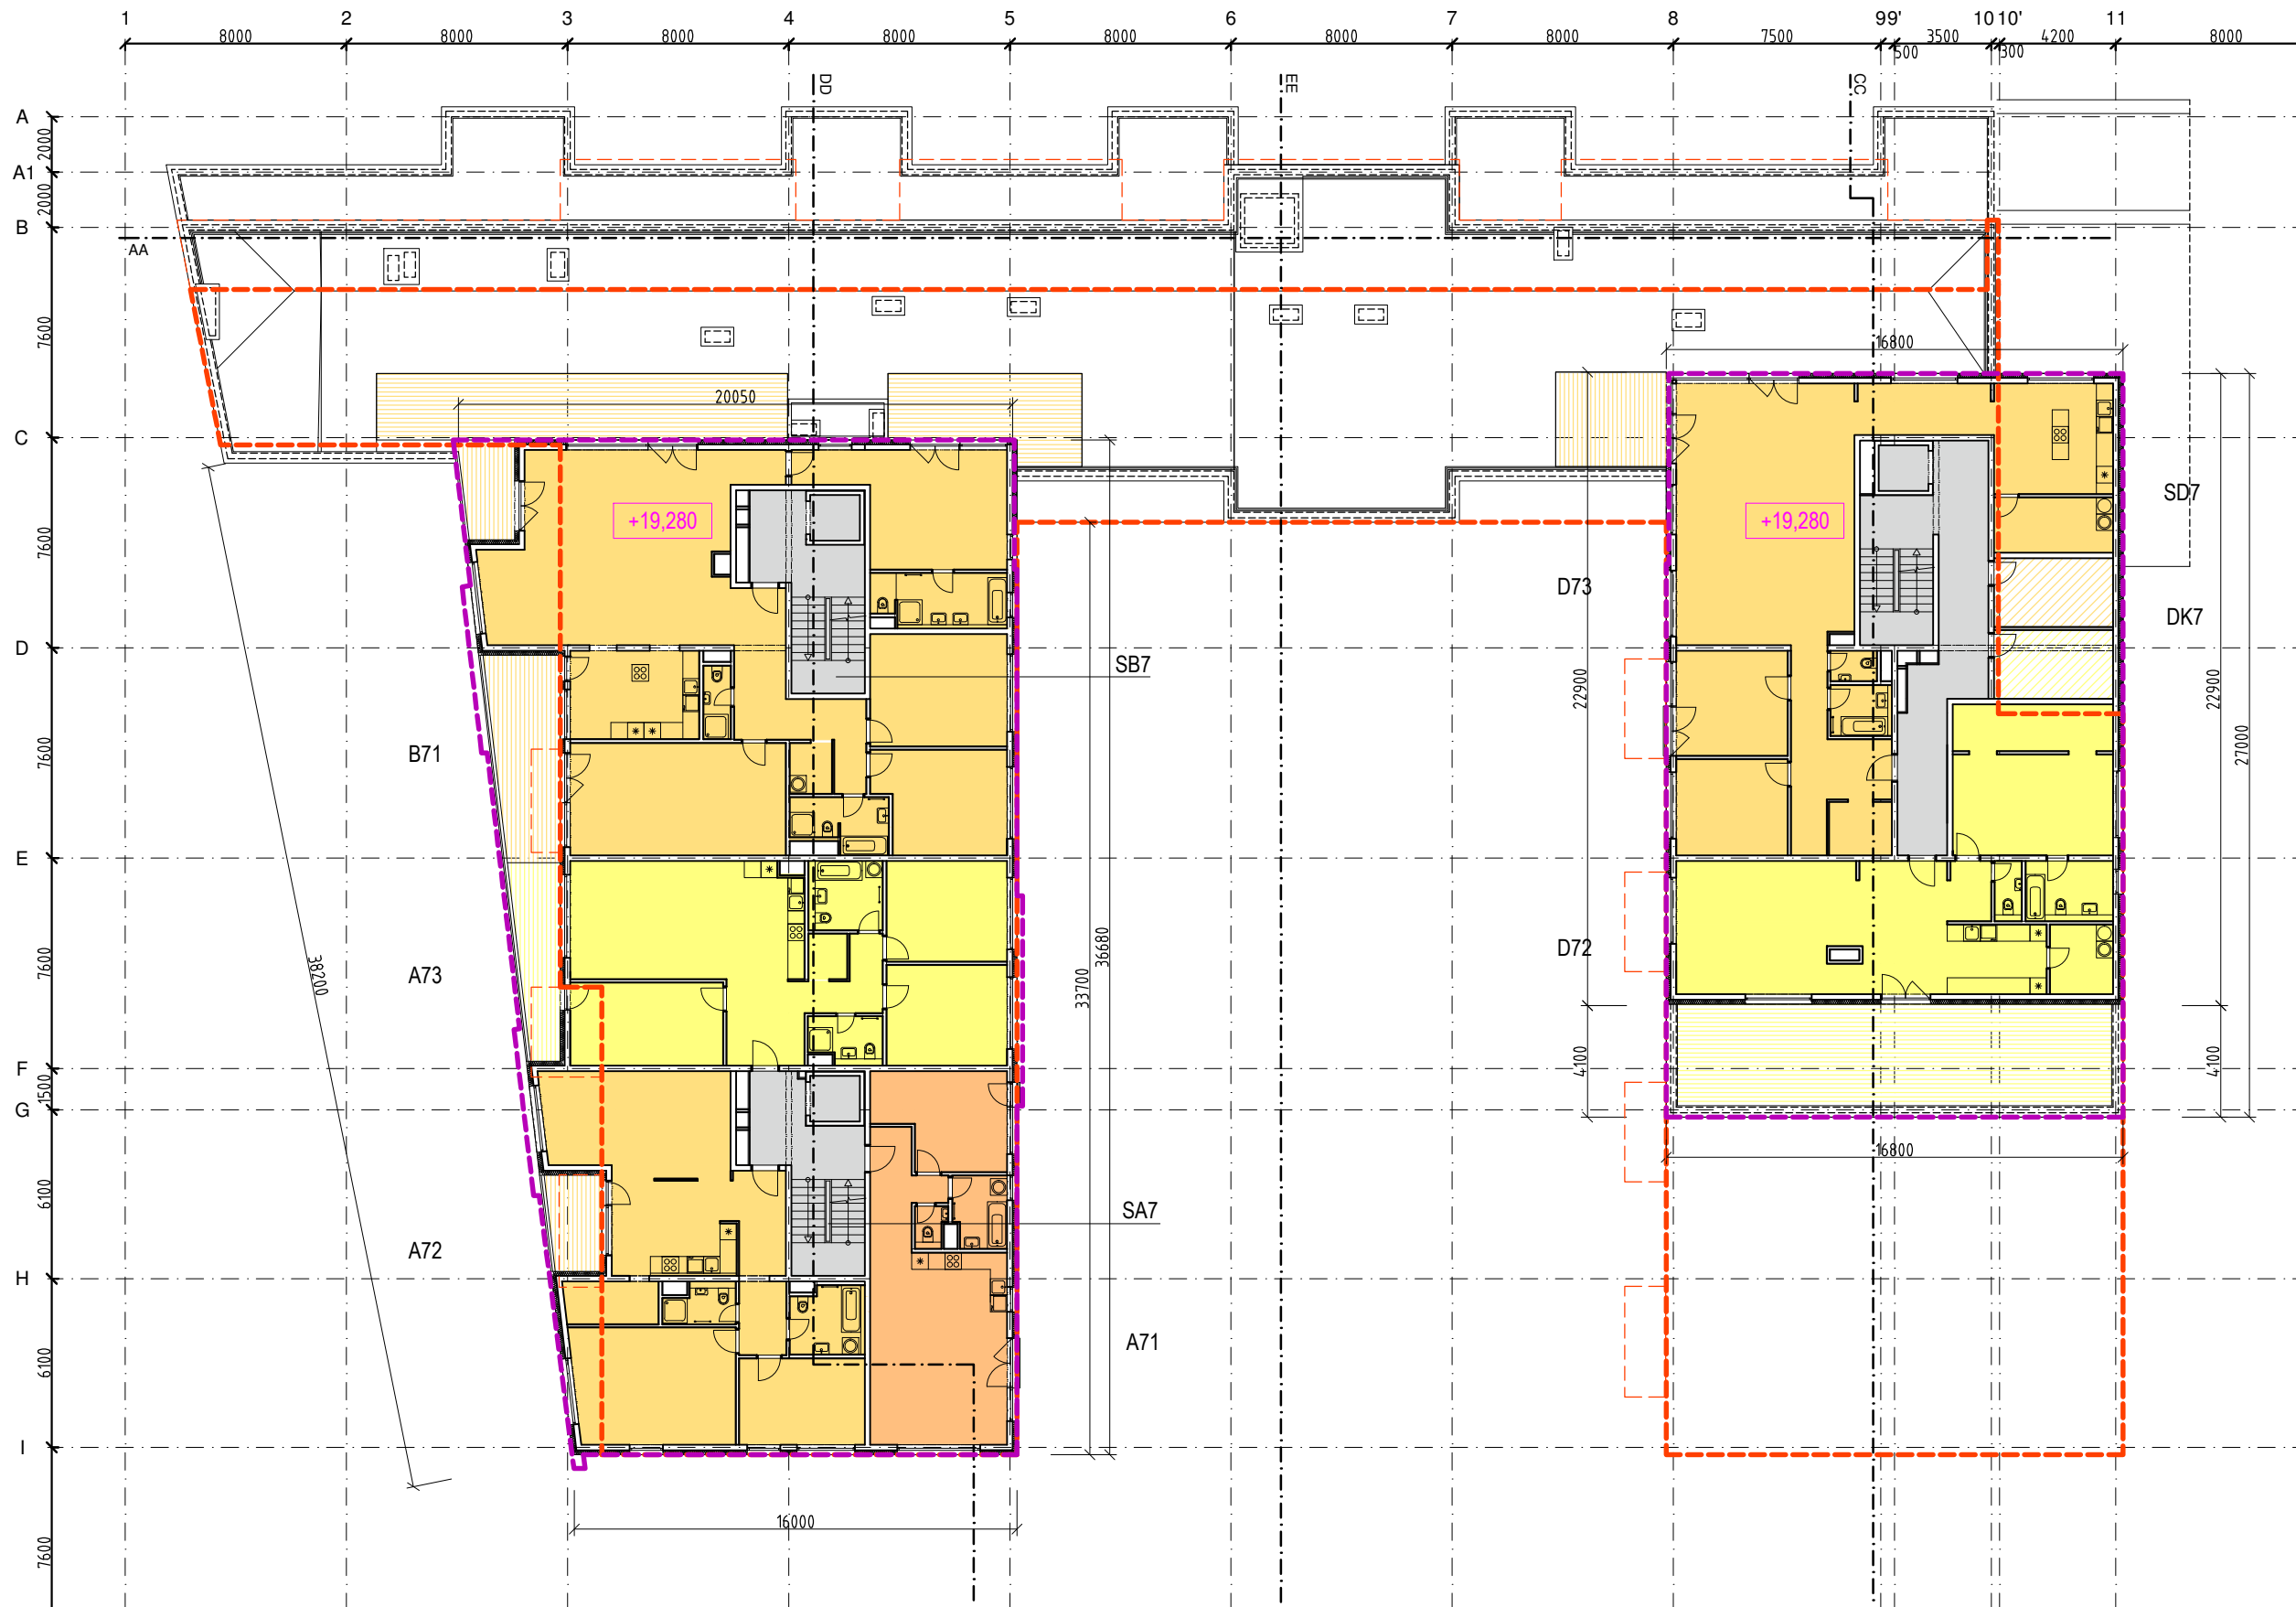 1 2 3 4 5 6 7 8 9 9' 10 10' 11
8000 8000 8000 8000 8000 8000 8000 7500 500 3500 300 4200 8000
DD EE CC
A
2000
A1
2000
B
AA
7600
16800
C
20050
7600
+19,280 +19,280
SD7
D73
DK7
D
SB7
22900 22900
27000
B71
7600
E
36680
33700
38200
7600
A73
D72
F
4100 4100
1500
G
16800
6100
SA7
A72
H
A71
6100
I
16000
7600